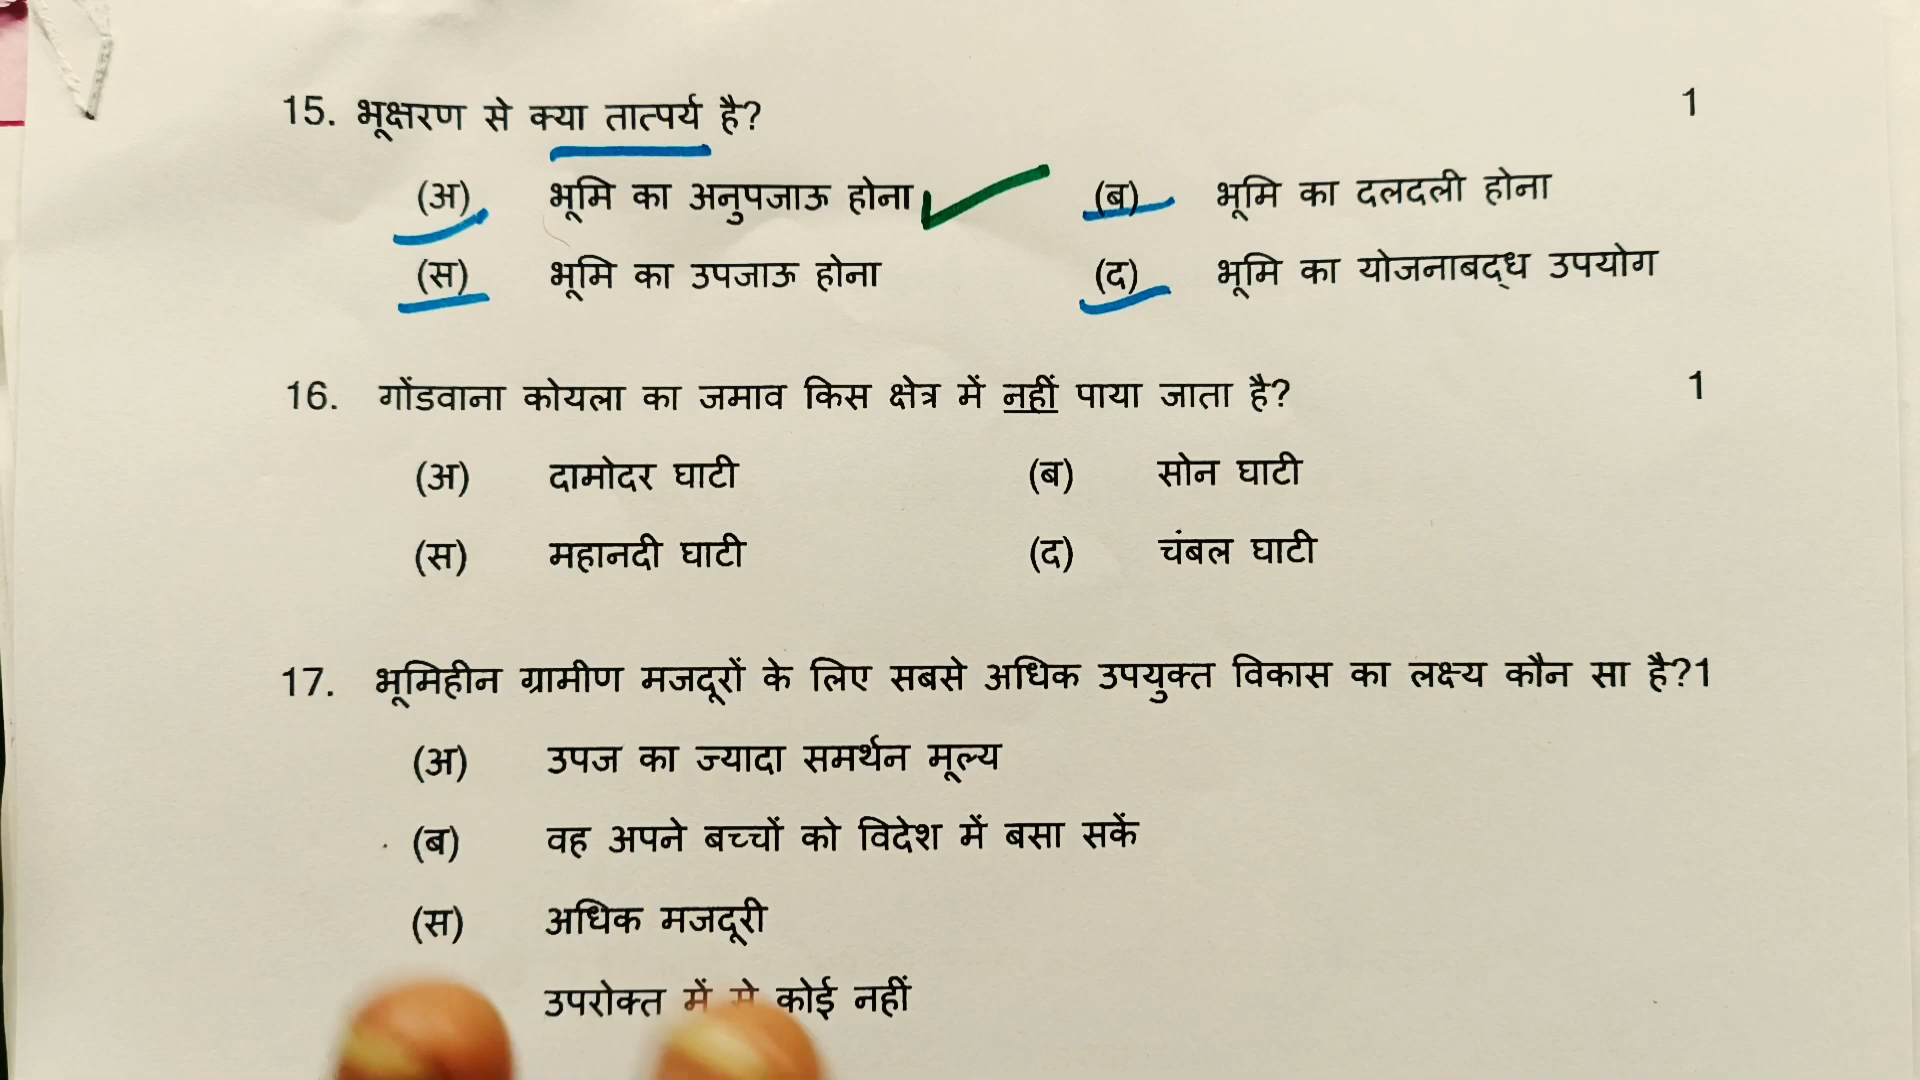 15. भूक्षरण से क्या तात्पर्य है? 1
(अ) भूमि का अनुपजाऊ होना (ब) भूमि का दलदली होना
(स) भूमि का उपजाऊ होना (द) भूमि का योजनाबद्ध उपयोग
16. गोंडवाना कोयला का जमाव किस क्षेत्र में नहीं पाया जाता है? 1
(अ) दामोदर घाटी (ब) सोन घाटी
(स) महानदी घाटी (द) चंबल घाटी
17. भूमिहीन ग्रामीण मजदूरों के लिए सबसे अधिक उपयुक्त विकास का लक्ष्य कौन सा है?1
(अ) उपज का ज्यादा समर्थन मूल्य
(ब) वह अपने बच्चों को विदेश में बसा सकें
(स) अधिक मजदूरी
उपरोक्त में से कोई नहीं